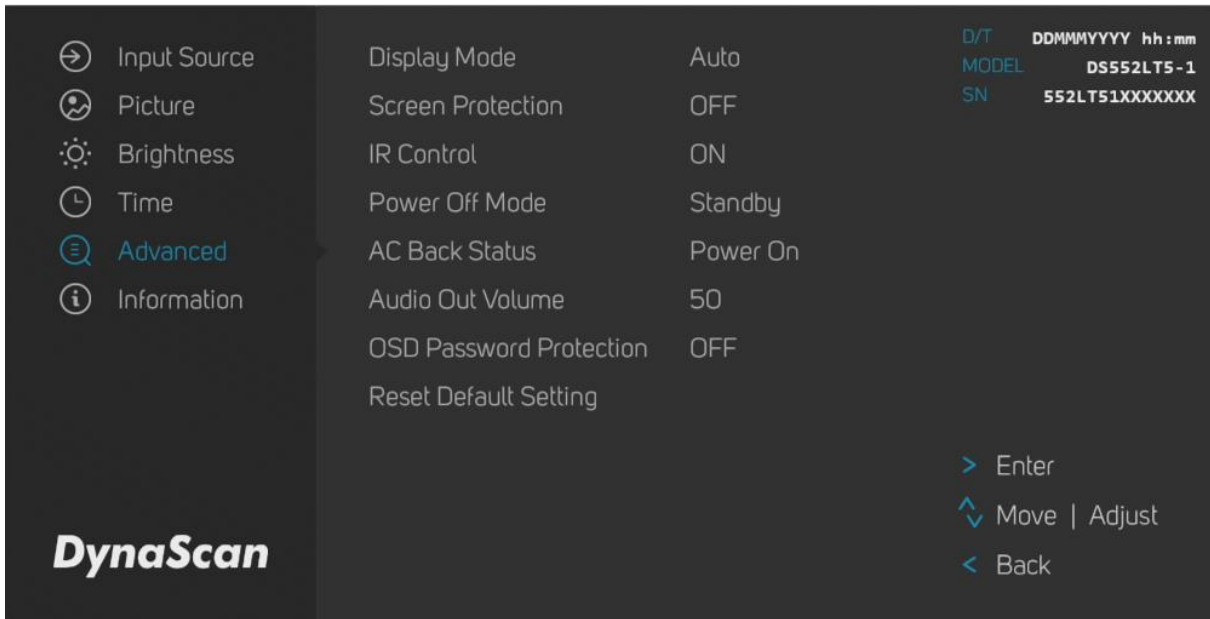 Input Source
Picture
Brightness
Time
Advanced
Information
DynaScan
Display Mode Auto
Screen Protection OFF
IR Control ON
Power Off Mode Standby
AC Back Status Power On
Audio Out Volume 50
OSD Password Protection OFF
Reset Default Setting
D/T DDMMMYYYY hh:mm
MODEL DS552LT5-1
SN 552LT51XXXXXXX
> Enter
Move | Adjust
< Back